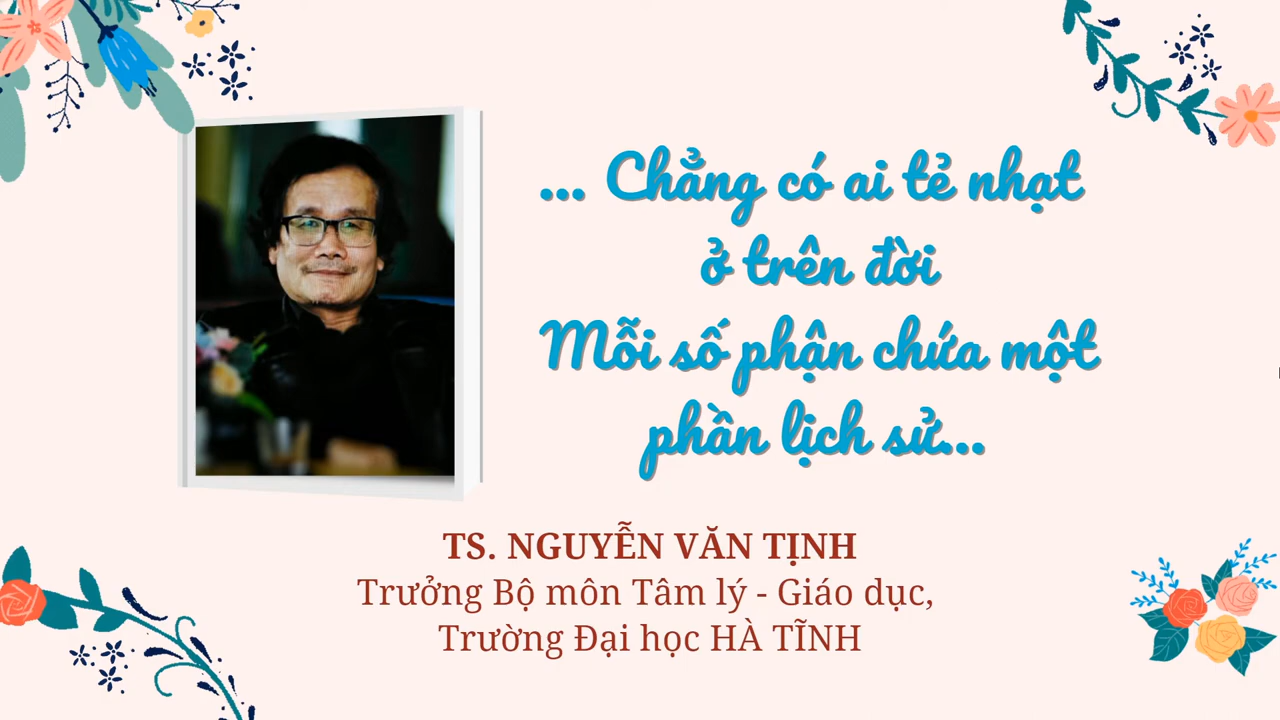 ... Chẳng có ai tẻ nhạt
ở trên đời
Mỗi số phận chứa một
phần lịch sử...
TS. NGUYỄN VĂN TỊNH
Trưởng Bộ môn Tâm lý - Giáo dục,
Trường Đại học HÀ TĨNH